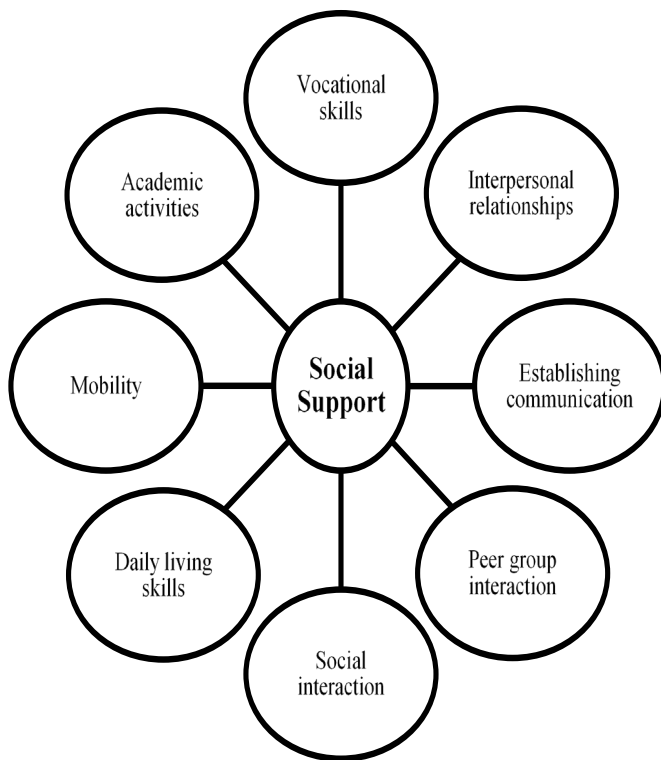 Vocational
skills
Academic
activities
Interpersonal
relationships
Mobility
Social
Support
Establishing
communication
Daily living
skills
Peer group
interaction
Social
interaction